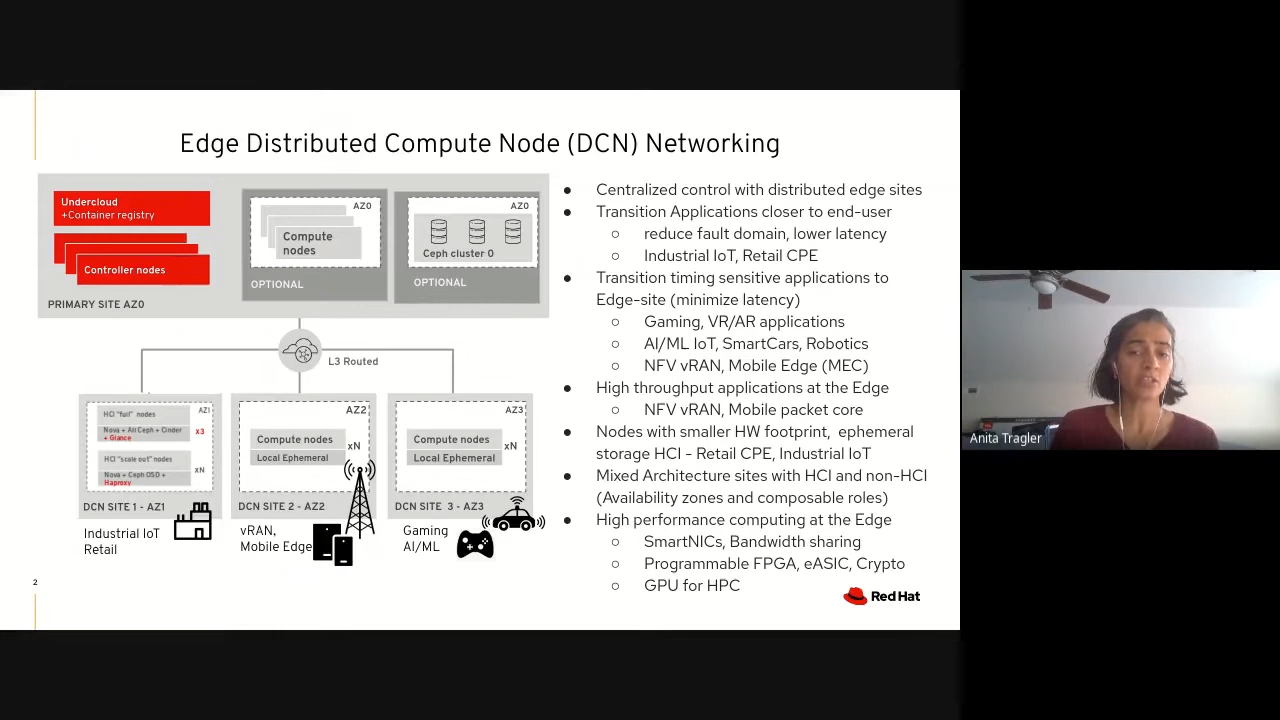 Edge Distributed Compute Node (DCN) Networking
Undercloud
+Container registry
Controller nodes
PRIMARY SITE AZ0
AZ0
Compute
nodes
OPTIONAL
AZ0
Ceph cluster 0
OPTIONAL
L3 Routed
AZ1
HCI "full" nodes
Nova + All Ceph + Cinder
+ Glance
x3
HCI "scale out" nodes
Nova + Ceph OSD +
Haproxy
xN
DCN SITE 1 - AZ1
Industrial IoT
Retail
AZ2
Compute nodes
Local Ephemeral
xN
DCN SITE 2 - AZ2
vRAN,
Mobile Edge
AZ3
Compute nodes
Local Ephemeral
xN
DCN SITE 3 - AZ3
Gaming
AI/ML
● Centralized control with distributed edge sites
● Transition Applications closer to end-user
○ reduce fault domain, lower latency
○ Industrial IoT, Retail CPE
● Transition timing sensitive applications to
Edge-site (minimize latency)
○ Gaming, VR/AR applications
○ AI/ML IoT, SmartCars, Robotics
○ NFV vRAN, Mobile Edge (MEC)
● High throughput applications at the Edge
○ NFV vRAN, Mobile packet core
● Nodes with smaller HW footprint, ephemeral
storage HCI - Retail CPE, Industrial IoT
● Mixed Architecture sites with HCI and non-HCI
(Availability zones and composable roles)
● High performance computing at the Edge
○ SmartNICs, Bandwidth sharing
○ Programmable FPGA, eASIC, Crypto
○ GPU for HPC
2
Red Hat
Anita Tragler